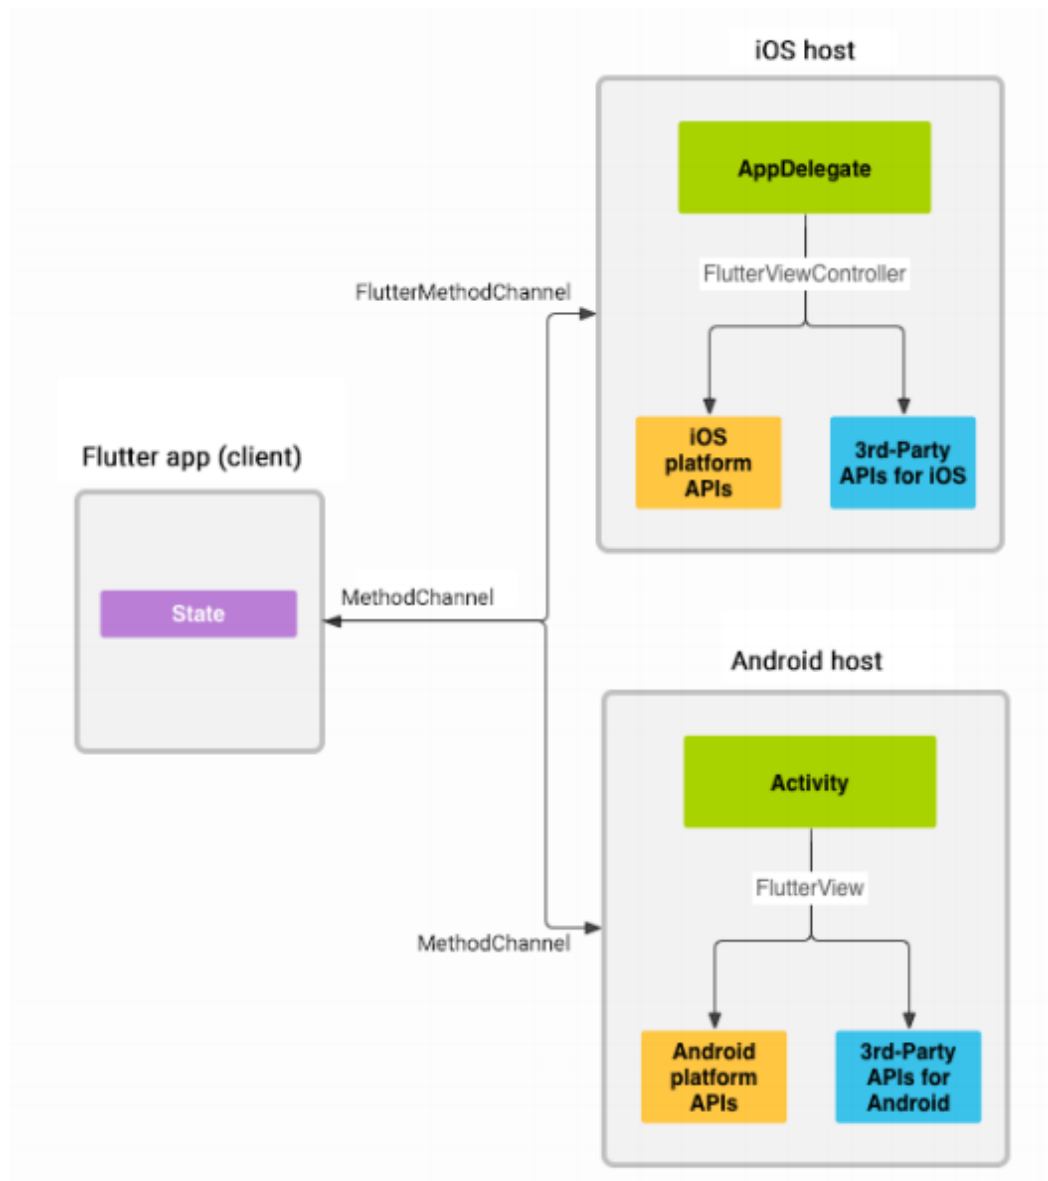 iOS host
AppDelegate
FlutterViewController
FlutterMethodChannel
iOS
platform
APIs
3rd-Party
APIs for iOS
Flutter app (client)
State
MethodChannel
Android host
Activity
FlutterView
MethodChannel
Android
platform
APIs
3rd-Party
APIs for
Android